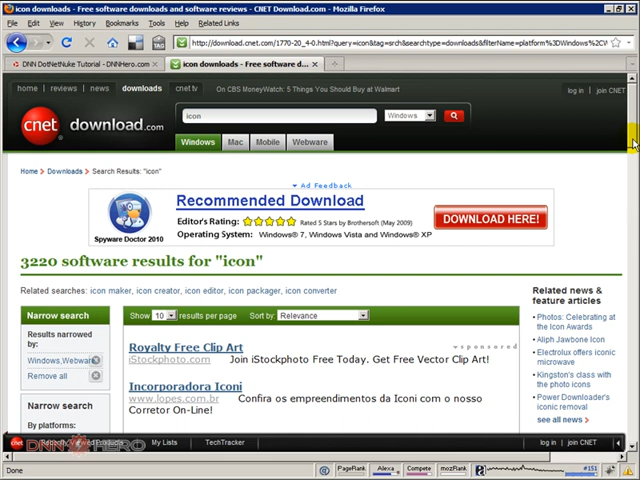 icon downloads - Free software downloads and software reviews - CNET Download.com - Mozilla Firefox
File Edit View History Bookmarks Tools Help Related Links
http://download.cnet.com/1770-20_4-0.html?query=icon&tag=srch&searchtype=downloads&filterName=platform%3DWindows%2CW
DNN DotNetNuke Tutorial - DNNHero.com
icon downloads - Free software d...
home reviews news downloads cnet tv On CBS MoneyWatch: 5 Things You Should Buy at Walmart log in join CNET
cnet download.com
icon Windows
Windows Mac Mobile Webware
Home Downloads Search Results: "icon"
Ad Feedback
Recommended Download
Editor's Rating: Rated 5 Stars by Brothersoft (May 2009)
Operating System: Windows® 7, Windows Vista and Windows® XP
Spyware Doctor 2010
DOWNLOAD HERE!
3220 software results for "icon"
Related searches: icon maker, icon creator, icon editor, icon packager, icon converter
Narrow search
Results narrowed by:
Windows,Webware
Remove all
Narrow search
By platforms:
Show 10 results per page Sort by: Relevance
Royalty Free Clip Art
sponsored
iStockphoto.com Join iStockphoto Free Today. Get Free Vector Clip Art!
Incorporadora Iconi
www.lopes.com.br Confira os empreendimentos da Iconi com o nosso
Corretor On-Line!
Related news & feature articles
Photos: Celebrating at the Icon Awards
Aliph Jawbone Icon
Electrolux offers iconic microwave
Kingston's class with the photo icons
Power Downloader's iconic removal
see all news
cnet Recently Viewed Products My Lists TechTracker log in join CNET
DNN HERO
Done PageRank Alexa Compete mozRank #151